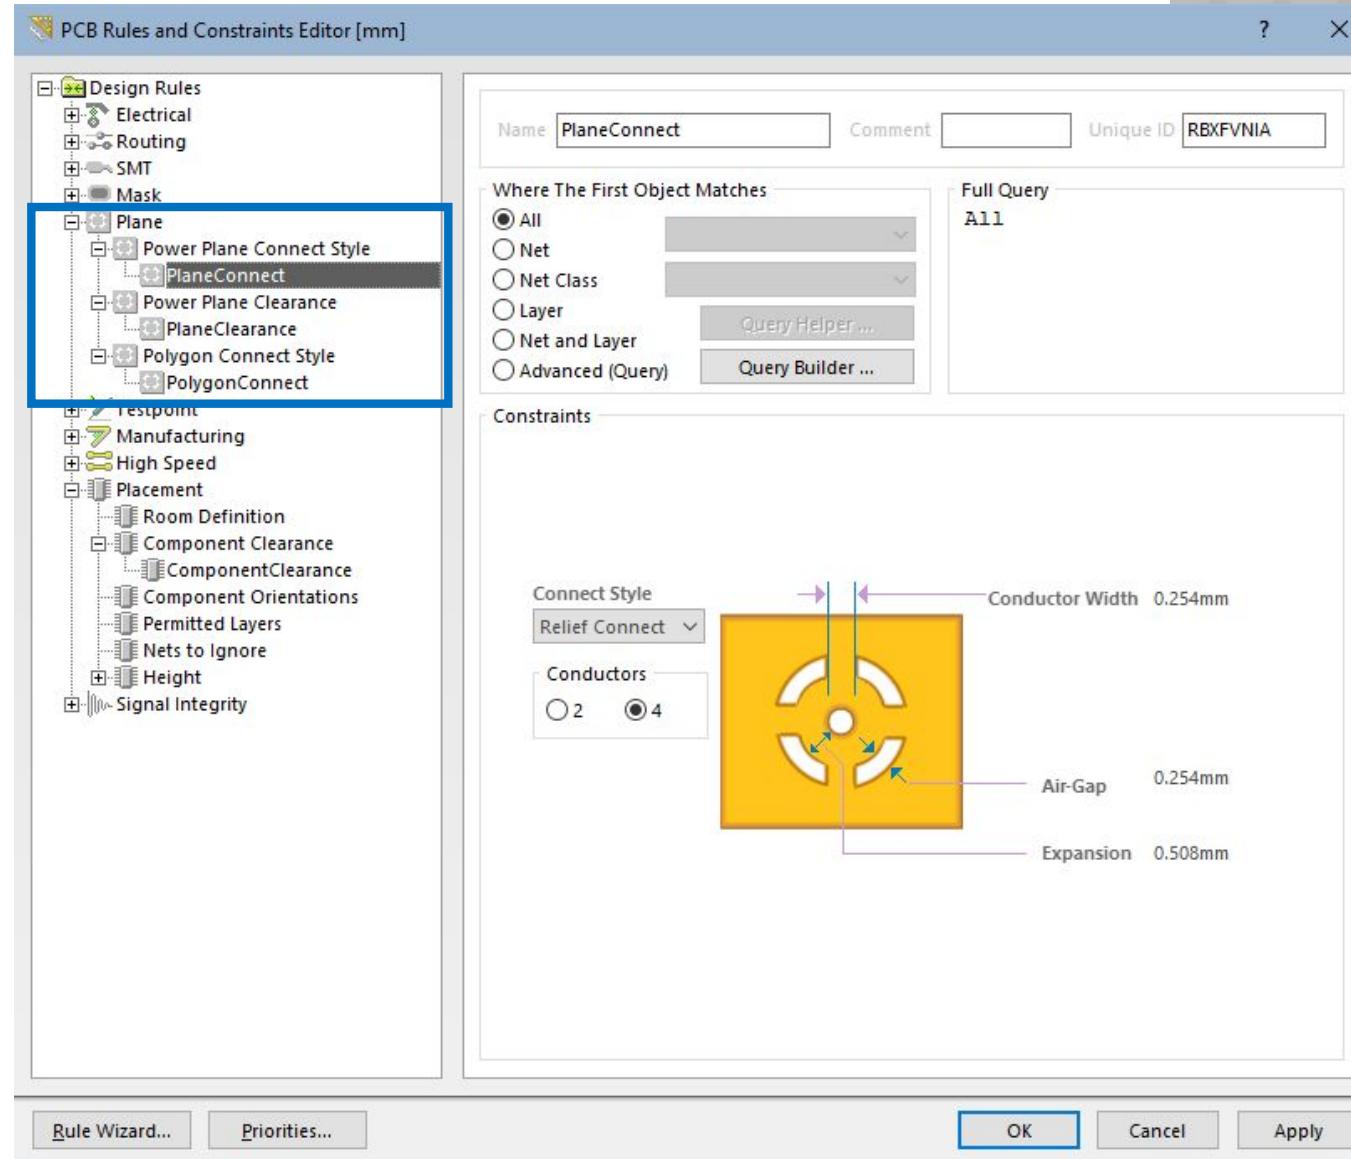 PCB Rules and Constraints Editor [mm]
?
Design Rules
Electrical
Routing
SMT
Mask
Plane
Power Plane Connect Style
PlaneConnect
Power Plane Clearance
PlaneClearance
Polygon Connect Style
PolygonConnect
Testpoint
Manufacturing
High Speed
Placement
Room Definition
Component Clearance
ComponentClearance
Component Orientations
Permitted Layers
Nets to Ignore
Height
Signal Integrity
Name PlaneConnect Comment Unique ID RBXFVNIA
Where The First Object Matches
All
Net
Net Class
Layer
Net and Layer
Advanced (Query)
Query Helper ...
Query Builder ...
Full Query
All
Constraints
Connect Style
Relief Connect
Conductors
2 4
Conductor Width 0.254mm
Air-Gap 0.254mm
Expansion 0.508mm
Rule Wizard... Priorities... OK Cancel Apply